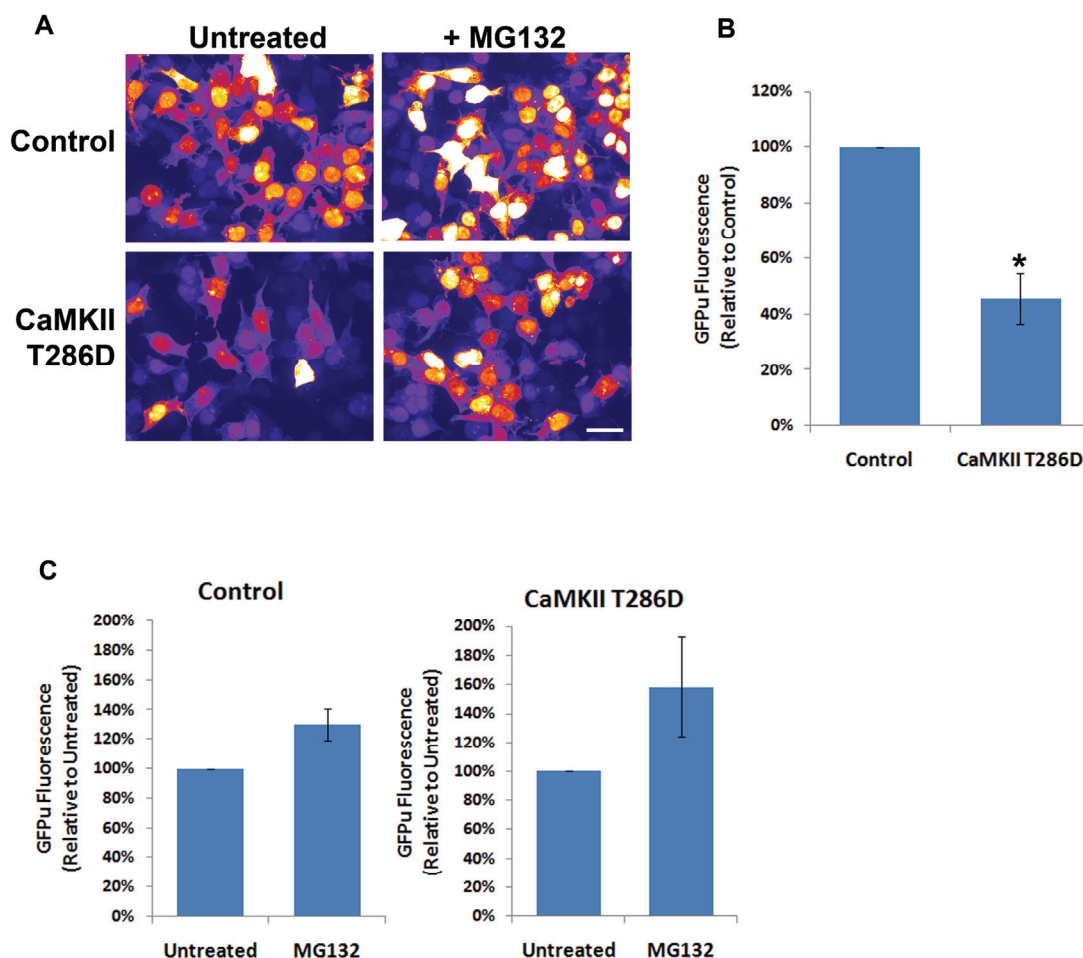 A
Untreated
+ MG132
Control
CaMKII
T286D
B
120%
100%
80%
60%
40%
20%
0%
GFPu Fluorescence
(Relative to Control)
*
Control
CaMKII T286D
C
Control
200%
180%
160%
140%
120%
100%
80%
60%
40%
20%
0%
GFPu Fluorescence
(Relative to Untreated)
Untreated
MG132
CaMKII T286D
200%
180%
160%
140%
120%
100%
80%
60%
40%
20%
0%
GFPu Fluorescence
(Relative to Untreated)
Untreated
MG132